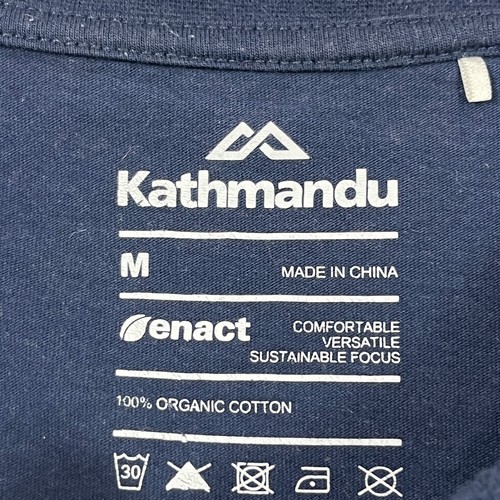 Kathmandu
M
MADE IN CHINA
enact
COMFORTABLE
VERSATILE
SUSTAINABLE FOCUS
100% ORGANIC COTTON
30